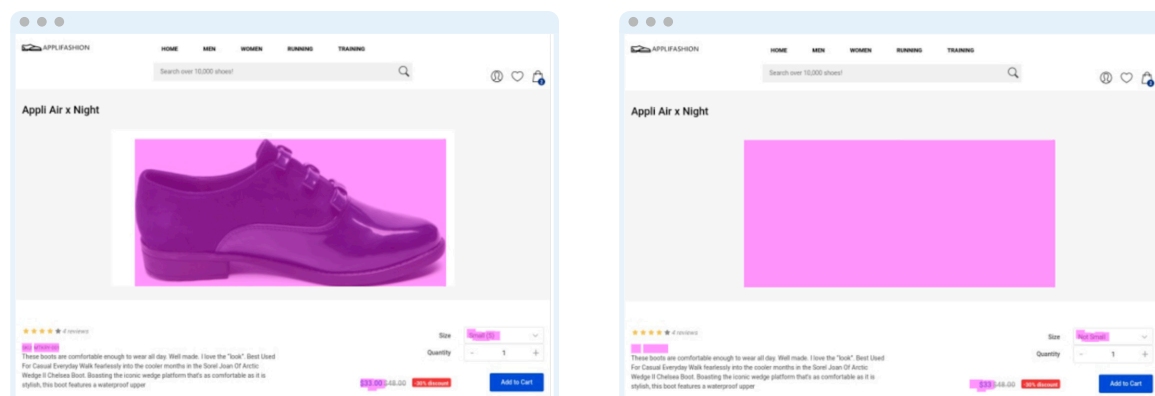 APPLIFASHION
HOME MEN WOMEN RUNNING TRAINING
Search over 10,000 shoes!
2
Appli Air x Night
4 reviews
These boots are comfortable enough to wear all day. Well made. I love the "look". Best Used
For Casual Everyday Walk fearlessly into the cooler months in the Sorel Joan Of Arctic
Wedge II Chelsea Boot. Boasting the iconic wedge platform that's as comfortable as it is
stylish, this boot features a waterproof upper
Size Small (S)
Quantity - 1 +
$33.00 48.00 -30% discount
Add to Cart
APPLIFASHION
HOME MEN WOMEN RUNNING TRAINING
Search over 10,000 shoes!
2
Appli Air x Night
4 reviews
These boots are comfortable enough to wear all day. Well made. I love the "look". Best Used
For Casual Everyday Walk fearlessly into the cooler months in the Sorel Joan Of Arctic
Wedge II Chelsea Boot. Boasting the iconic wedge platform that's as comfortable as it is
stylish, this boot features a waterproof upper
Size Not Small
Quantity - 1 +
$33 48.00 -30% discount
Add to Cart